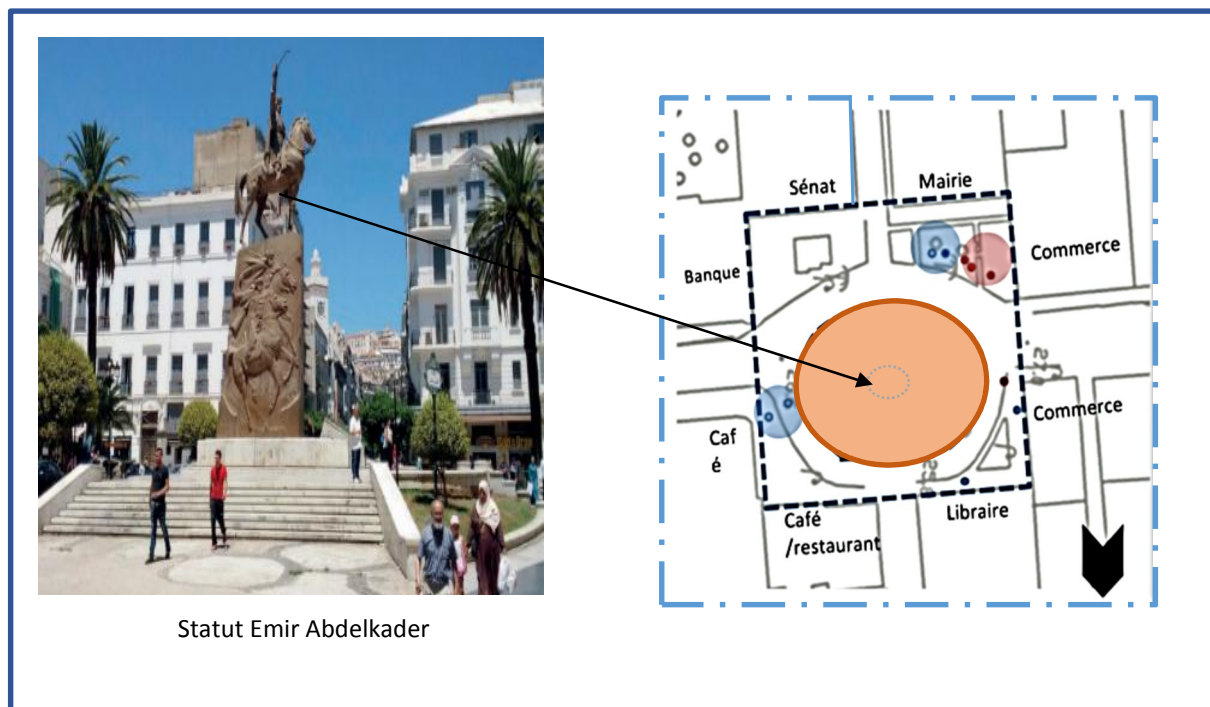 Sénat
Mairie
Banque
Commerce
Caf
é
Commerce
Café
/restaurant
Libraire
Statut Emir Abdelkader